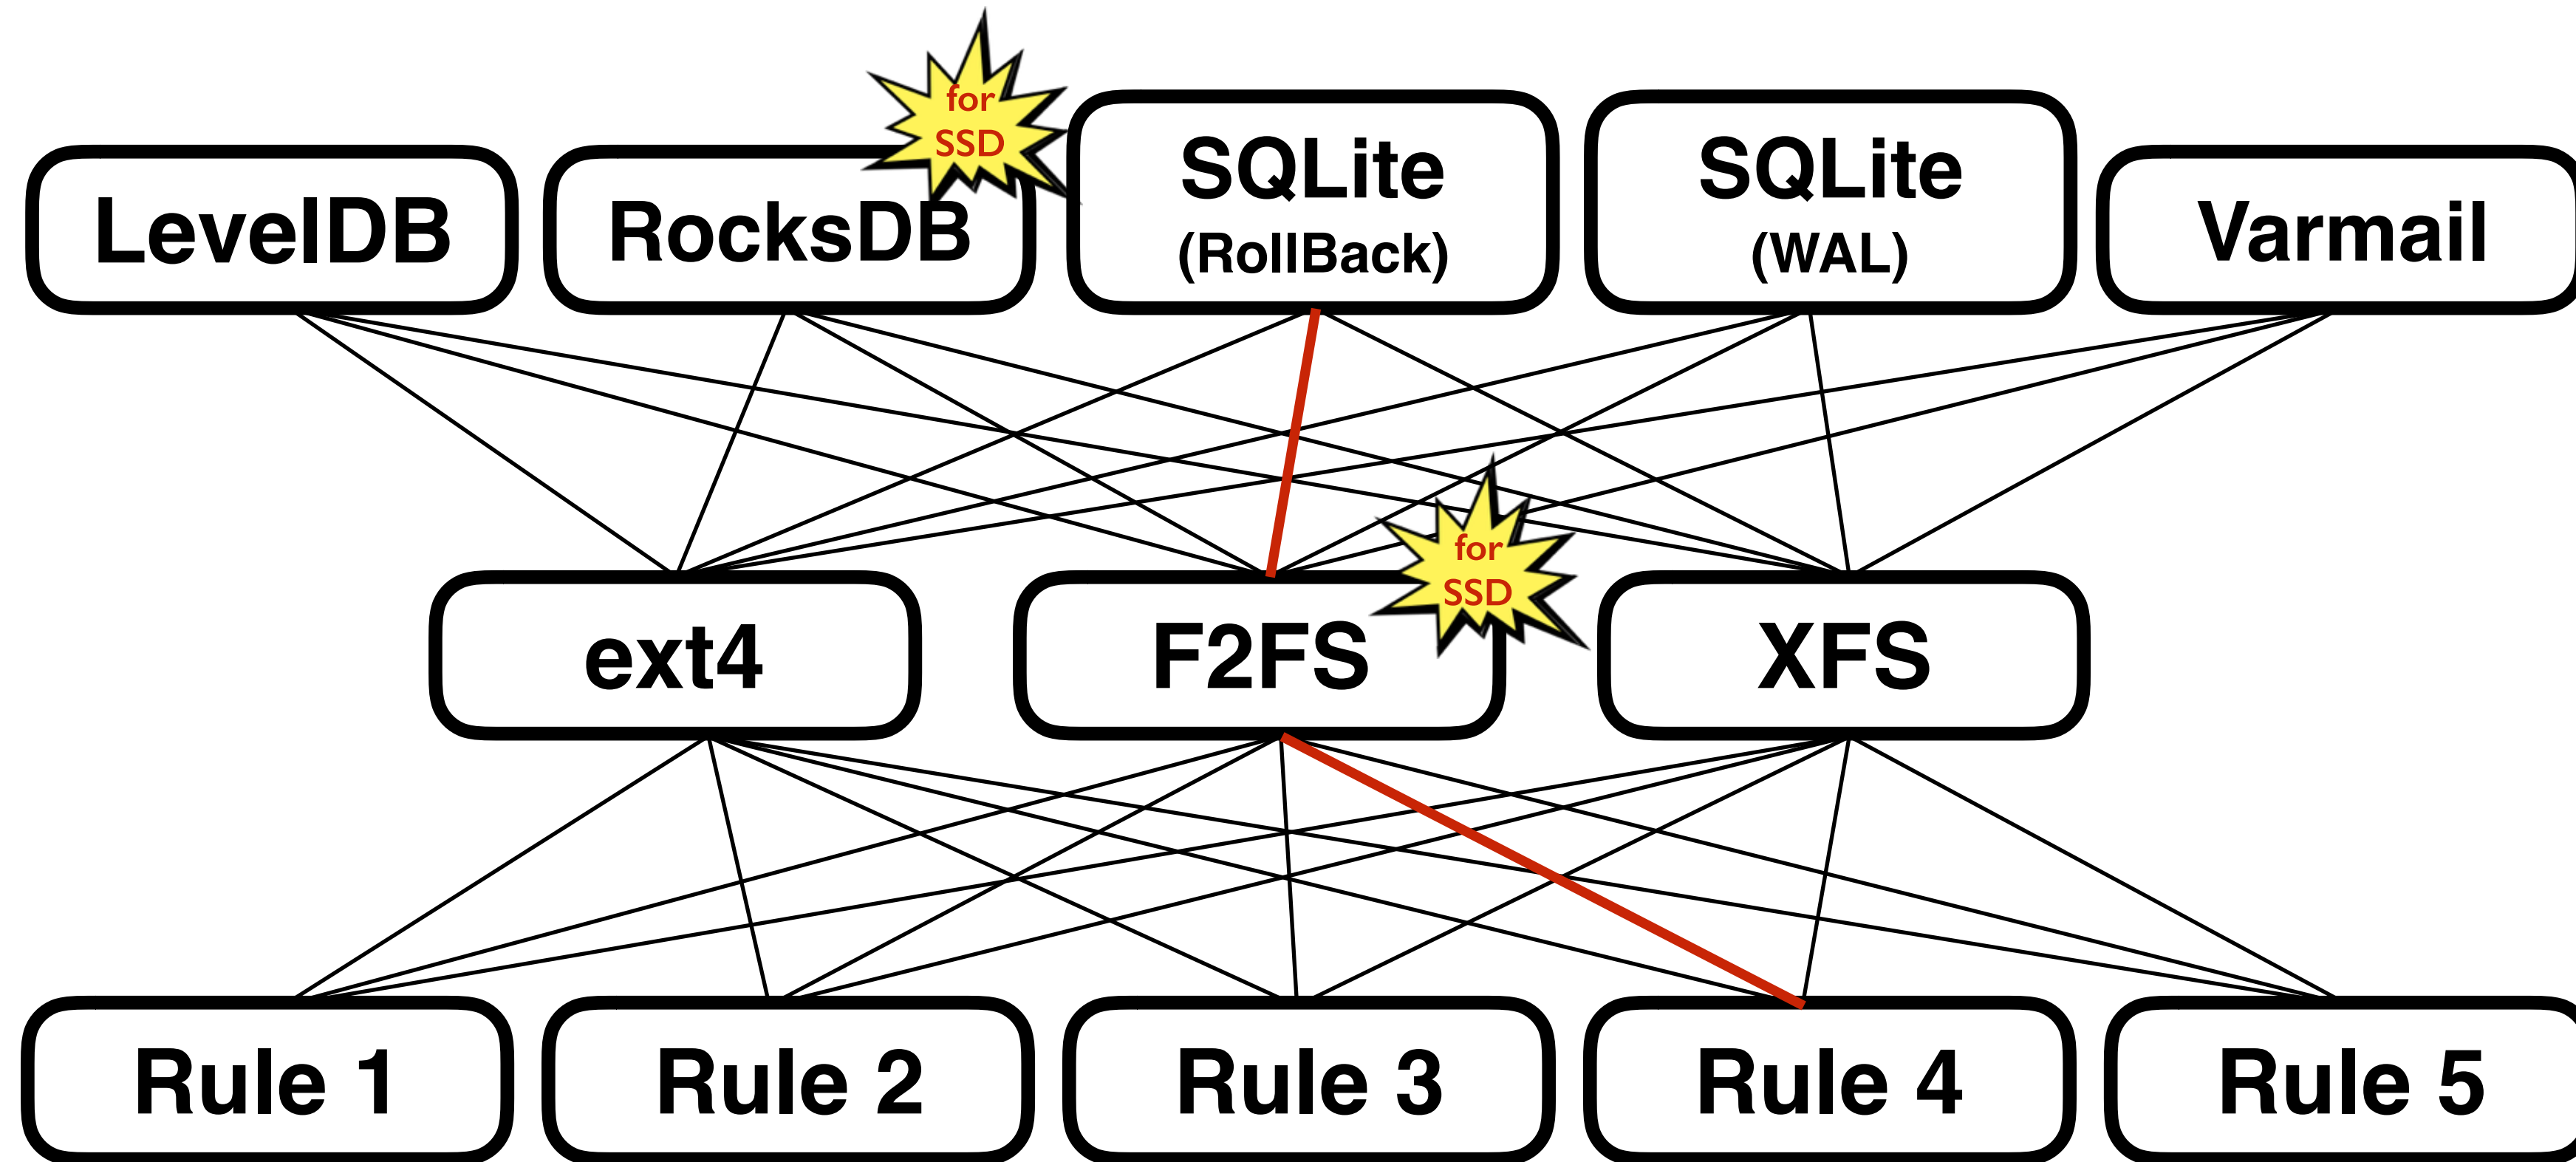 for
SSD
LevelDB
RocksDB
SQLite
(RollBack)
SQLite
(WAL)
Varmail
for
SSD
ext4
F2FS
XFS
Rule 1
Rule 2
Rule 3
Rule 4
Rule 5